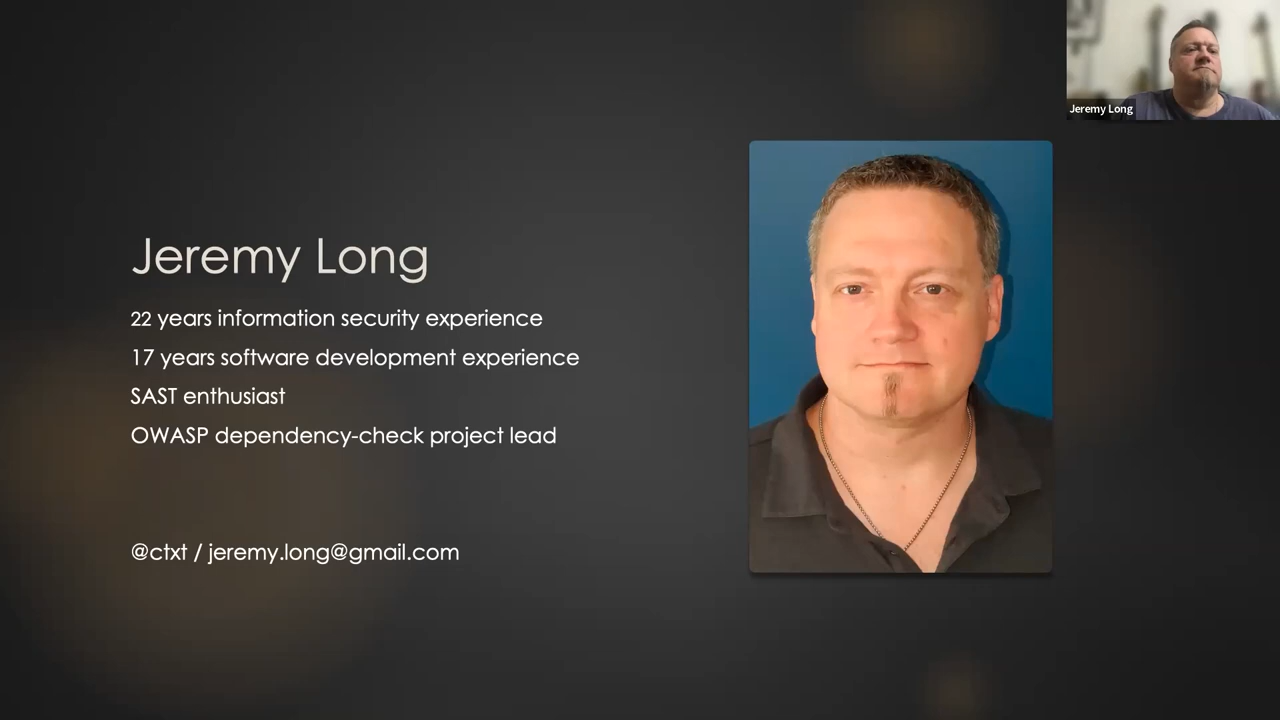 Jeremy Long
Jeremy Long
22 years information security experience
17 years software development experience
SAST enthusiast
OWASP dependency-check project lead
@ctxt / jeremy.long@gmail.com